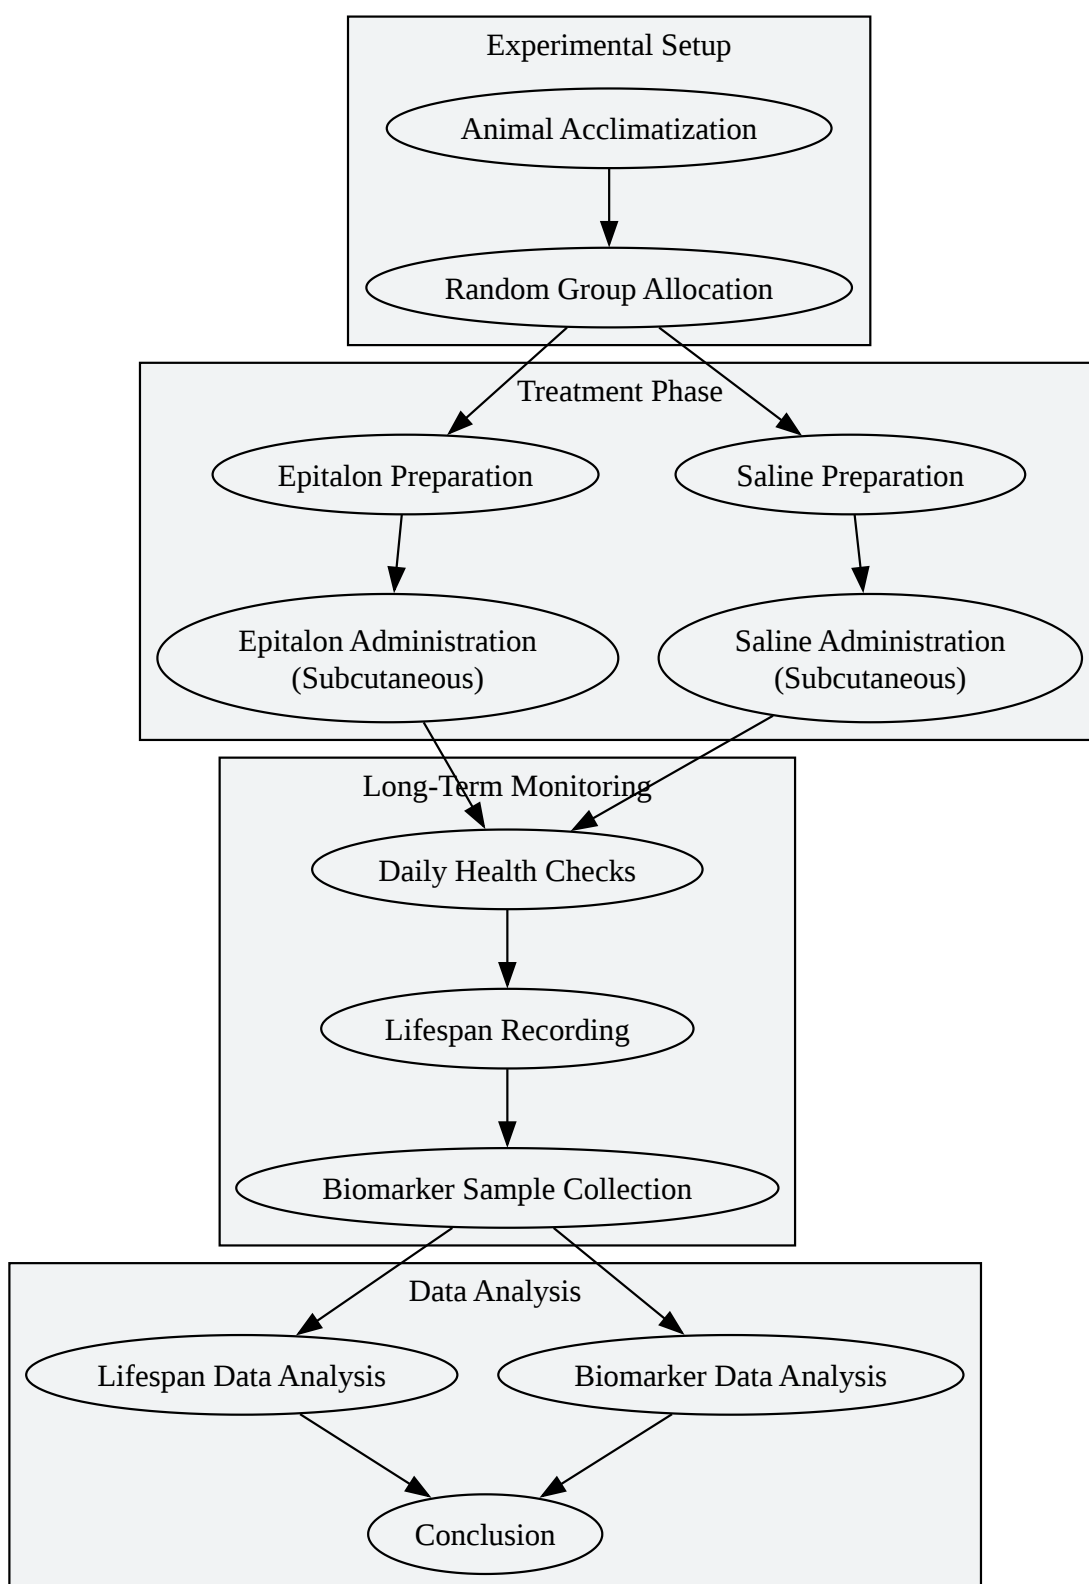 Experimental Setup
Animal Acclimatization
Random Group Allocation
Treatment Phase
Epitalon Preparation
Saline Preparation
Epitalon Administration
(Subcutaneous)
Saline Administration
(Subcutaneous)
Long-Term Monitoring
Daily Health Checks
Lifespan Recording
Biomarker Sample Collection
Data Analysis
Lifespan Data Analysis
Biomarker Data Analysis
Conclusion